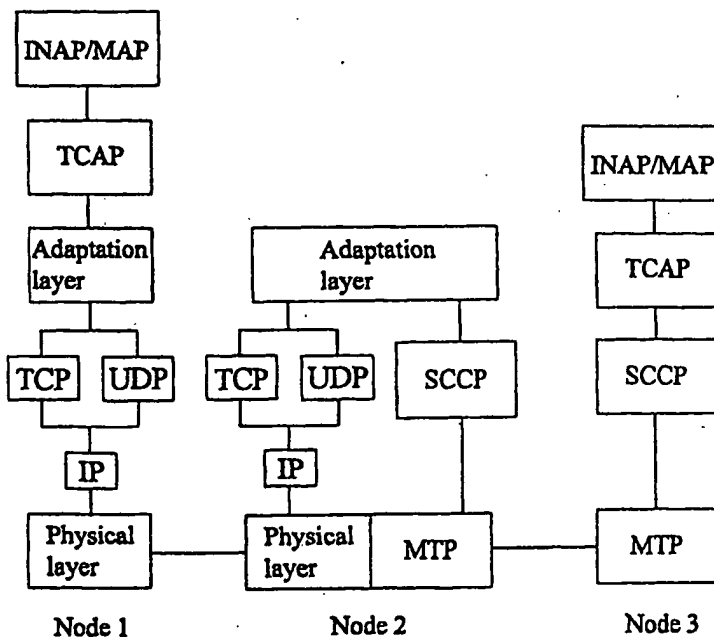 INAP/MAP
TCAP
Adaptation
layer
TCP
UDP
IP
Physical
layer
Node 1
Adaptation
layer
TCP
UDP
SCCP
IP
Physical
layer
MTP
Node 2
INAP/MAP
TCAP
SCCP
MTP
Node 3